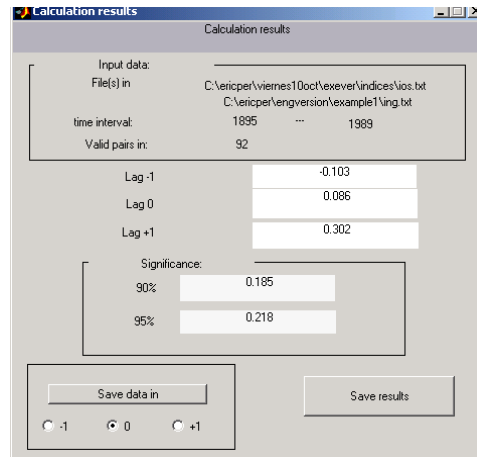 Calculation results
Calculation results
Input data:
File(s) in C:\ericper\viernes10oct\exever\indices\ios.txt
C:\ericper\engversion\example1\ing.txt
time interval: 1895 --- 1989
Valid pairs in: 92
Lag -1 -0.103
Lag 0 0.086
Lag +1 0.302
Significance:
90% 0.185
95% 0.218
Save data in
Save results
-1 0 +1